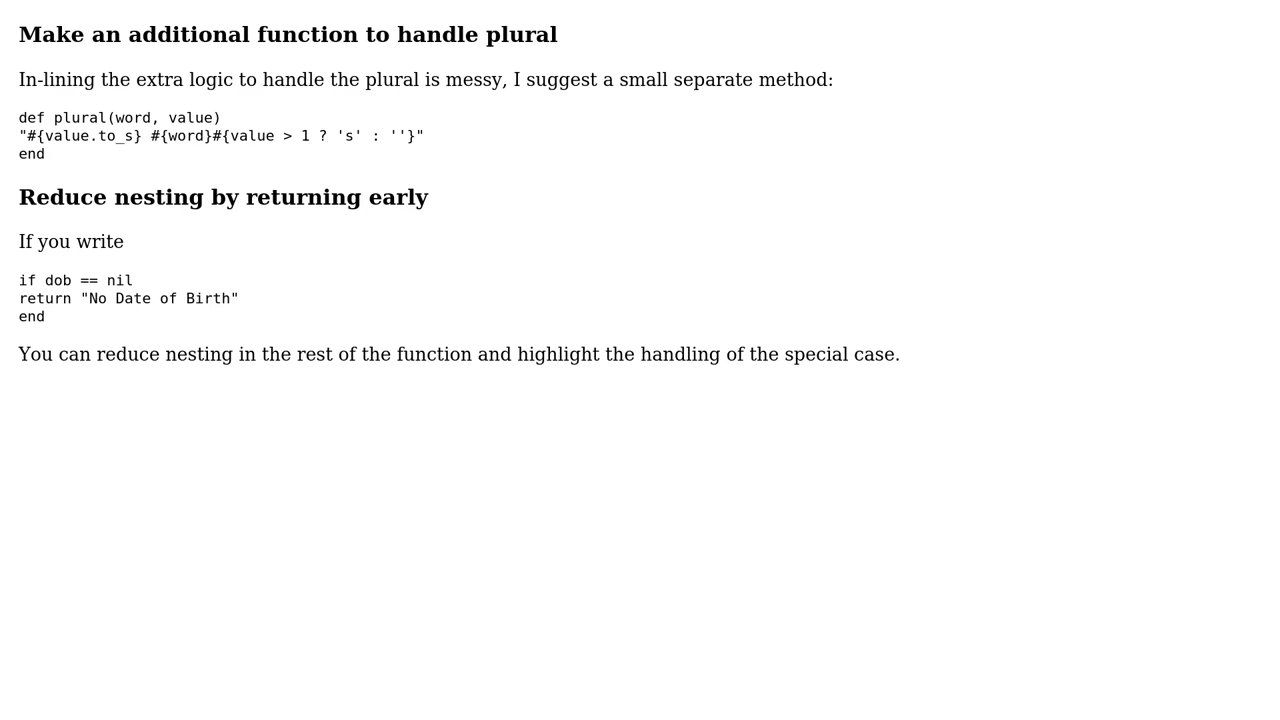 Make an additional function to handle plural
In-lining the extra logic to handle the plural is messy, I suggest a small separate method:
def plural(word, value)
"#{value.to_s} #{word}#{value > 1 ? 's' : ''}"
end
Reduce nesting by returning early
If you write
if dob == nil
return "No Date of Birth"
end
You can reduce nesting in the rest of the function and highlight the handling of the special case.